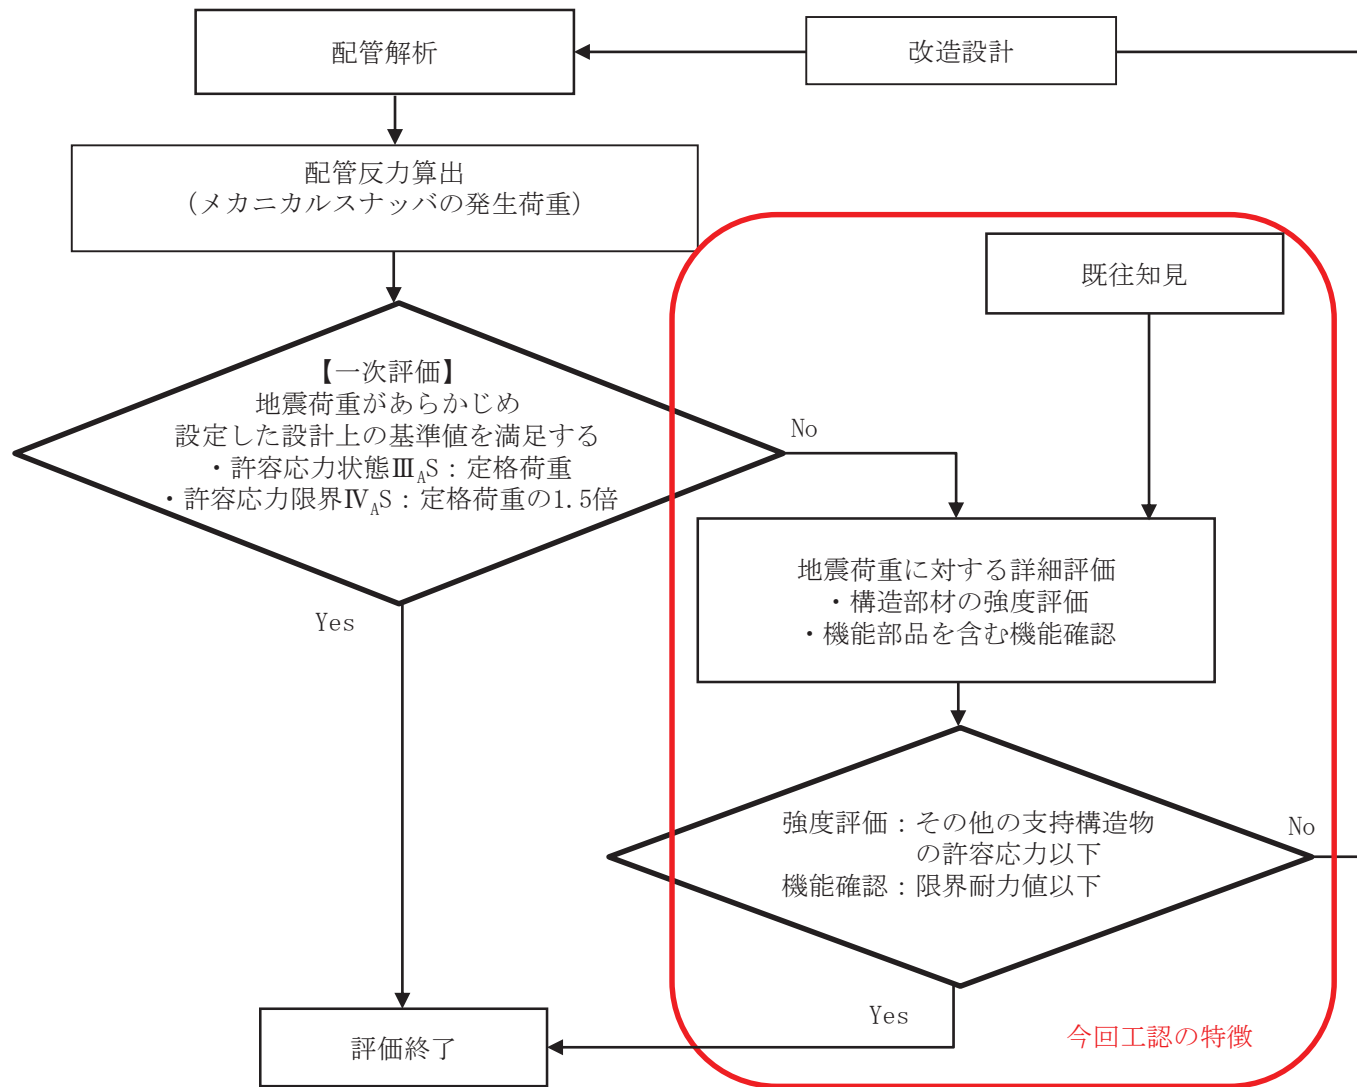 配管解析
改造設計
配管反力算出
（メカニカルスナッバの発生荷重）
既往知見
【一次評価】
地震荷重があらかじめ
設定した設計上の基準値を満足する
・許容応力状態ⅢAS：定格荷重
・許容応力限界ⅣAS：定格荷重の1.5倍
No
Yes
地震荷重に対する詳細評価
・構造部材の強度評価
・機能部品を含む機能確認
強度評価：その他の支持構造物
の許容応力以下
機能確認：限界耐力値以下
No
Yes
評価終了
今回工認の特徴